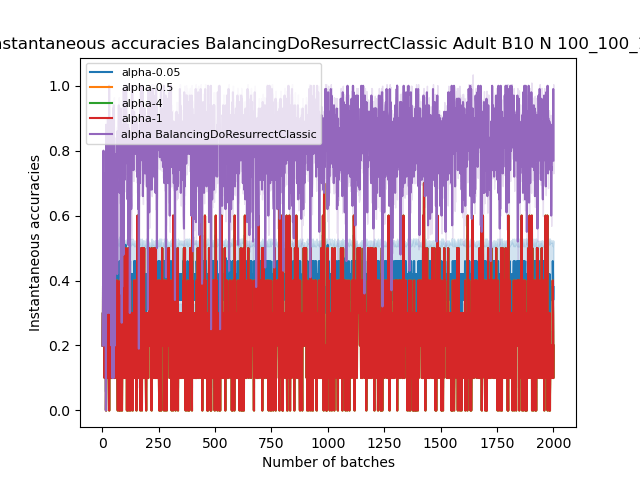 nstantaneous accuracies BalancingDoResurrectClassic Adult B10 N 100_100_
alpha-0.05
alpha-0.5
alpha-4
alpha-1
alpha BalancingDoResurrectClassic
Instantaneous accuracies
1.0
0.8
0.6
0.4
0.2
0.0
0 250 500 750 1000 1250 1500 1750 2000
Number of batches